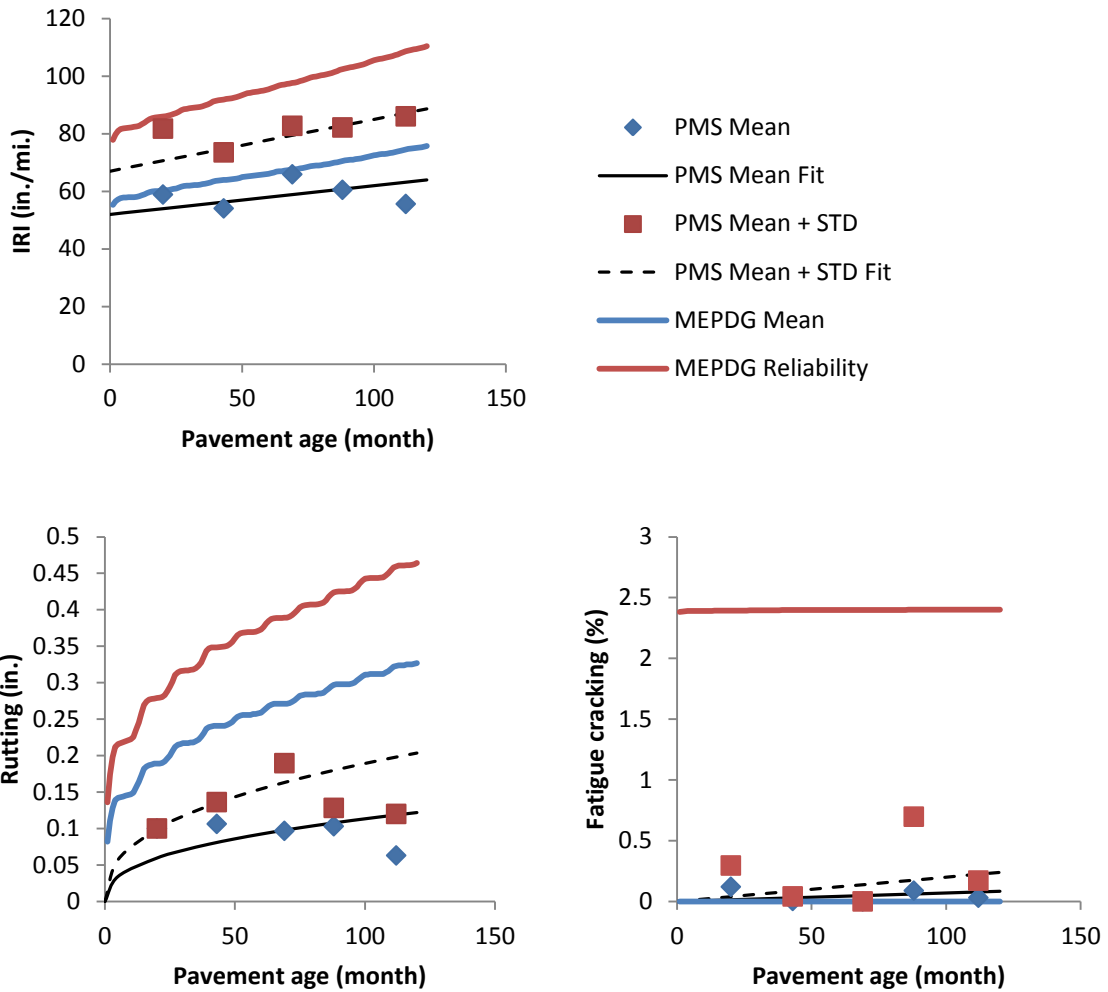 120
100
80
60
40
20
0
IRI (in./mi.)
0 50 100 150
Pavement age (month)
PMS Mean
PMS Mean Fit
PMS Mean + STD
PMS Mean + STD Fit
MEPDG Mean
MEPDG Reliability
0.5
0.45
0.4
0.35
0.3
0.25
0.2
0.15
0.1
0.05
0
Rutting (in.)
0 50 100 150
Pavement age (month)
3
2.5
2
1.5
1
0.5
0
Fatigue cracking (%)
0 50 100 150
Pavement age (month)